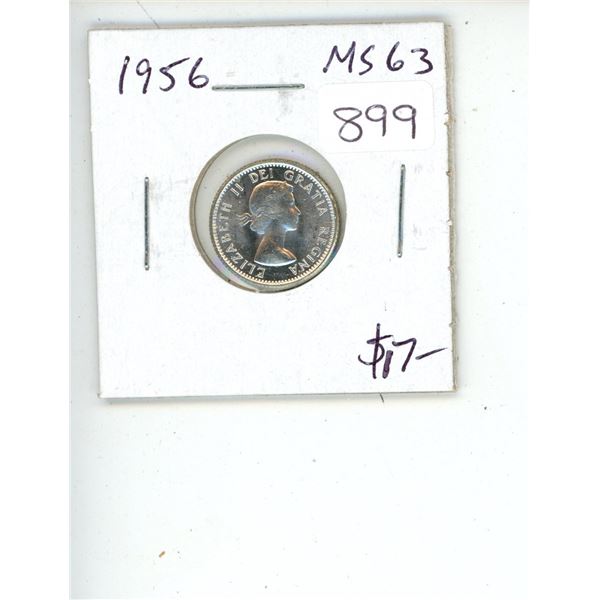 1956 MS63
899
ELIZABETH II DEI GRATIA REGINA
$17-